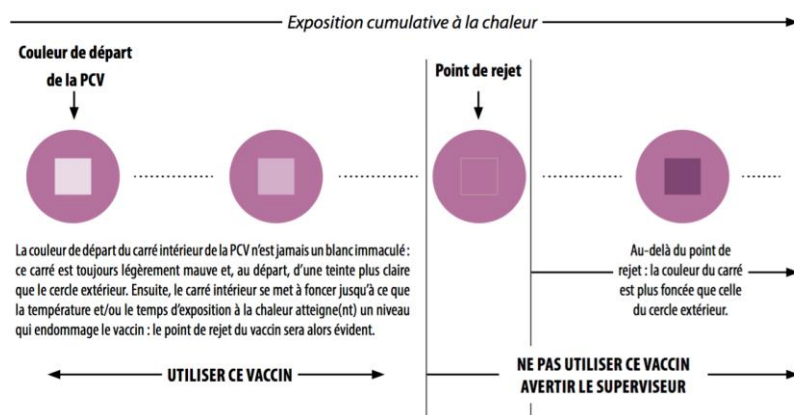 Exposition cumulative à la chaleur
Couleur de départ
de la PCV
Point de rejet
La couleur de départ du carré intérieur de la PCV n'est jamais un blanc immaculé :
ce carré est toujours légèrement mauve et, au départ, d'une teinte plus claire
que le cercle extérieur. Ensuite, le carré intérieur se met à foncer jusqu'à ce que
la température et/ou le temps d'exposition à la chaleur atteigne(nt) un niveau
qui endommage le vaccin : le point de rejet du vaccin sera alors évident.
Au-delà du point de
rejet : la couleur du carré
est plus foncée que celle
du cercle extérieur.
UTILISER CE VACCIN
NE PAS UTILISER CE VACCIN
AVERTIR LE SUPERVISEUR